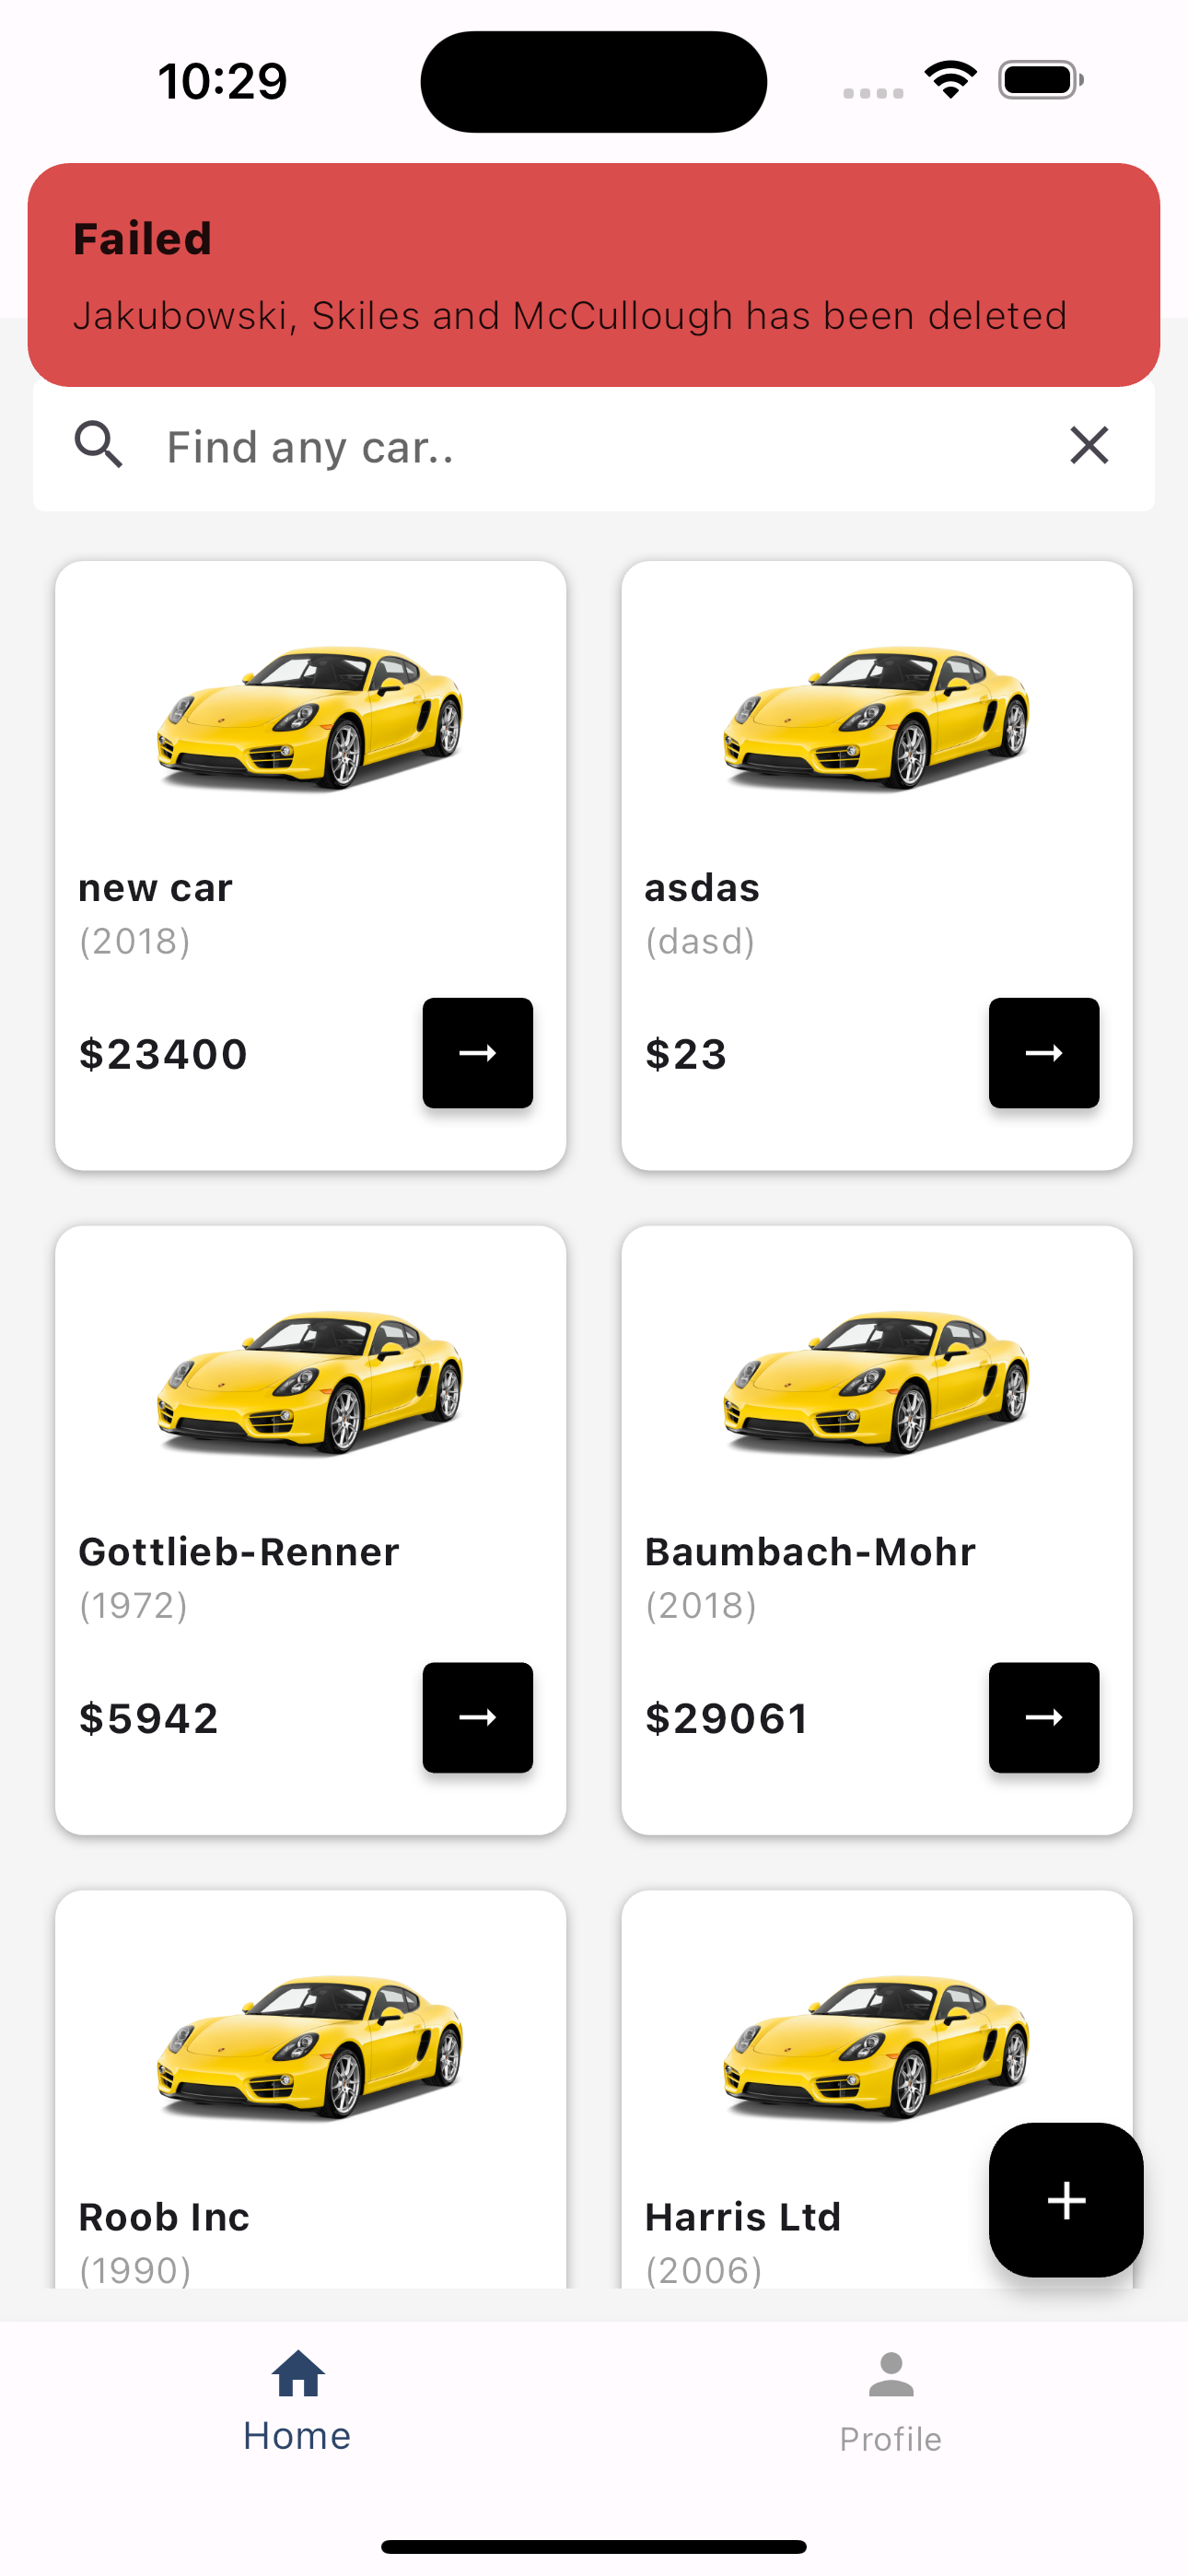 10:29
Failed
Jakubowski, Skiles and McCullough has been deleted
Find any car..
new car
(2018)
$23400
asdas
(dasd)
$23
Gottlieb-Renner
(1972)
$5942
Baumbach-Mohr
(2018)
$29061
Roob Inc
(1990)
Harris Ltd
(2006)
Home
Profile